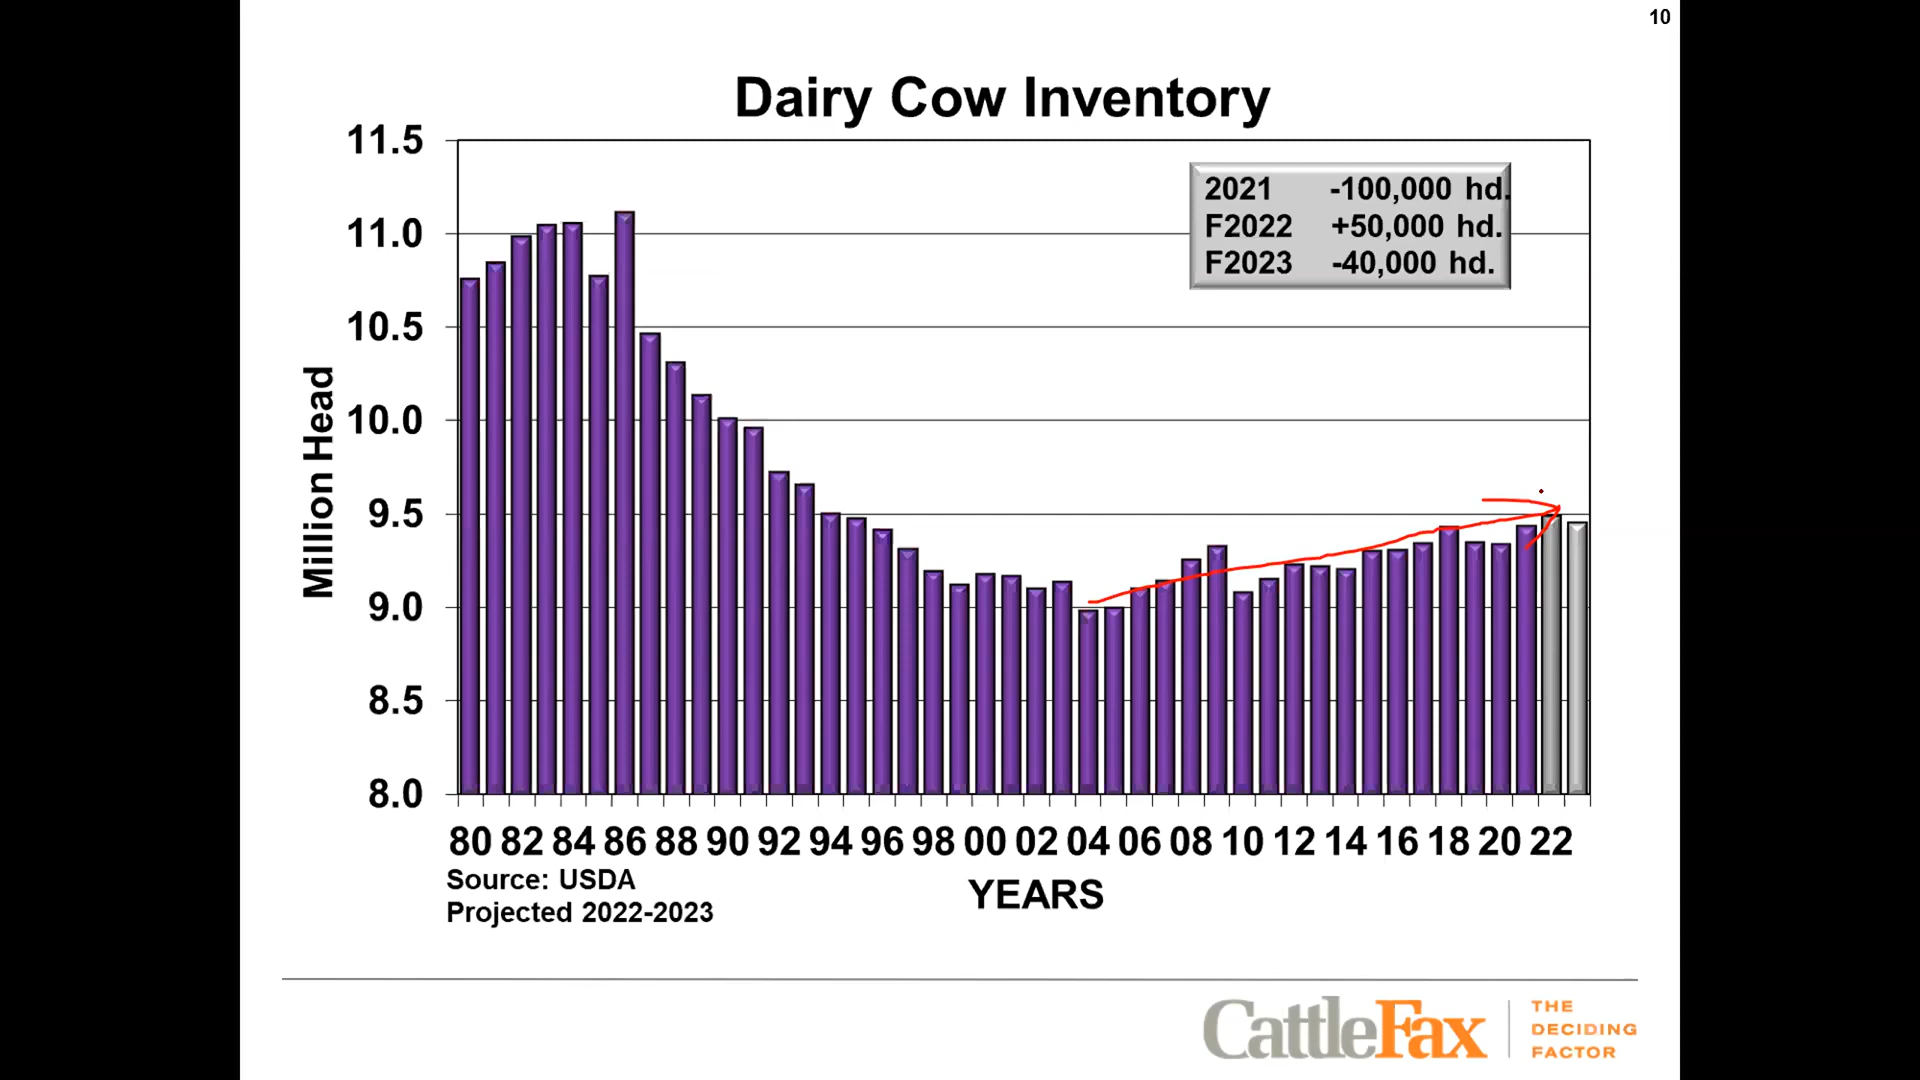 10
Dairy Cow Inventory
11.5
11.0
10.5
10.0
9.5
9.0
8.5
8.0
Million Head
2021 -100,000 hd.
F2022 +50,000 hd.
F2023 -40,000 hd.
80 82 84 86 88 90 92 94 96 98 00 02 04 06 08 10 12 14 16 18 20 22
YEARS
Source: USDA
Projected 2022-2023
CattleFax
THE
DECIDING
FACTOR